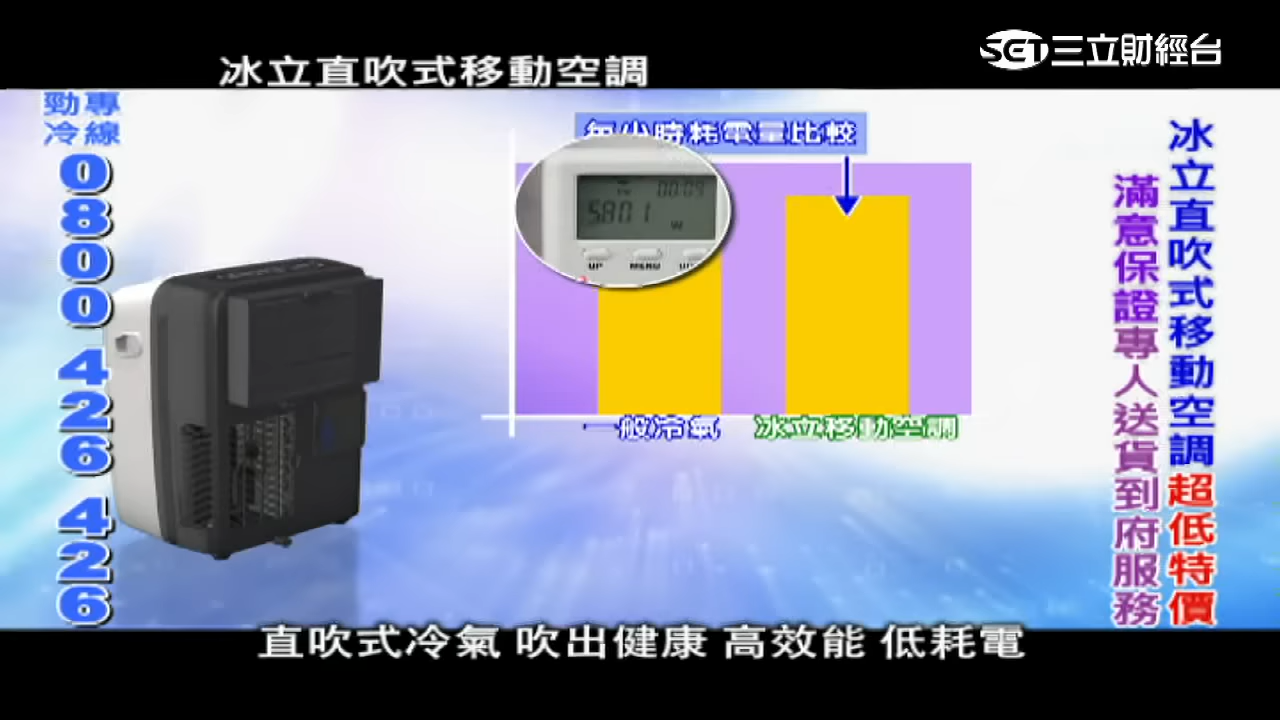 SET三立財經台
冰立直吹式移動空調
勁冷
專線
0800 426 426
每小時耗電量比較
00:09
5801
W
UP
MENU
一般冷氣
冰立移動空調
冰立直吹式移動空調超低特價
滿意保證專人送貨到府服務
直吹式冷氣 吹出健康 高效能 低耗電